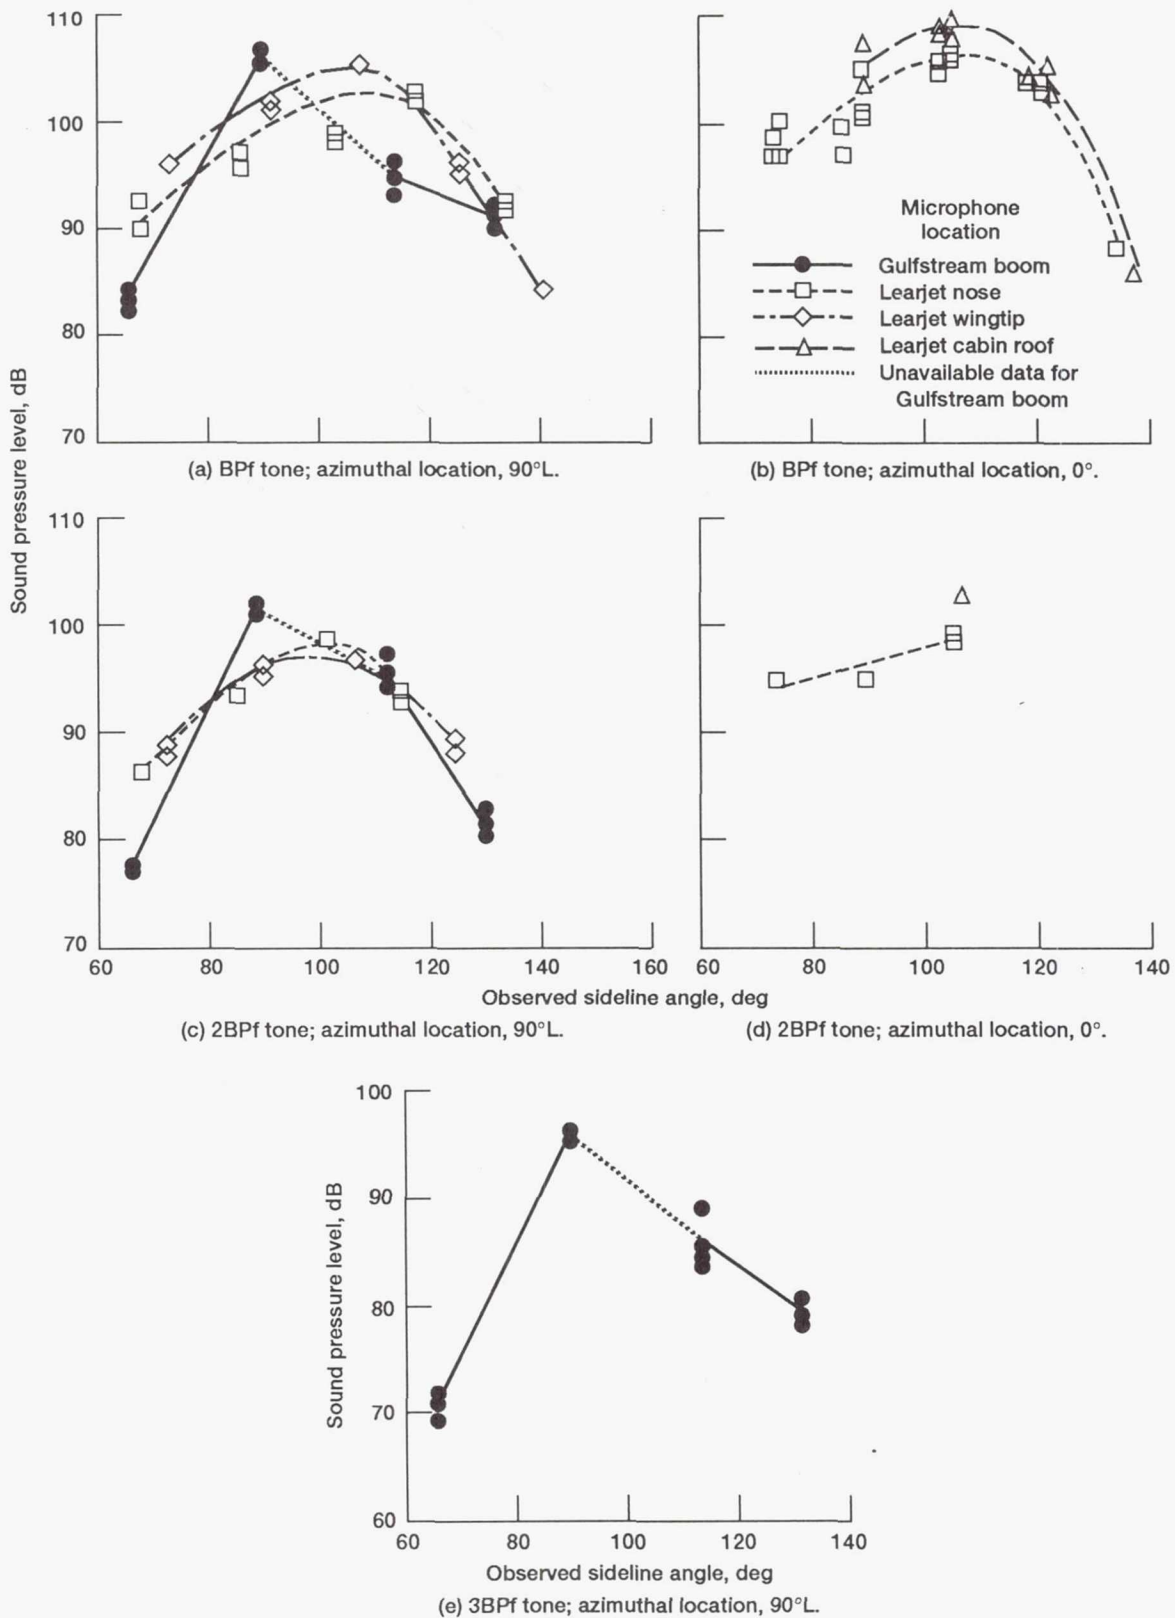 110
100
90
80
70
Sound pressure level, dB
(a) BPf tone; azimuthal location, 90°L.
Microphone
location
Gulfstream boom
Learjet nose
Learjet wingtip
Learjet cabin roof
Unavailable data for
Gulfstream boom
(b) BPf tone; azimuthal location, 0°.
110
100
90
80
70
60 80 100 120 140 160
60 80 100 120 140
Observed sideline angle, deg
(c) 2BPf tone; azimuthal location, 90°L.
(d) 2BPf tone; azimuthal location, 0°.
100
90
80
70
60
Sound pressure level, dB
60 80 100 120 140
Observed sideline angle, deg
(e) 3BPf tone; azimuthal location, 90°L.